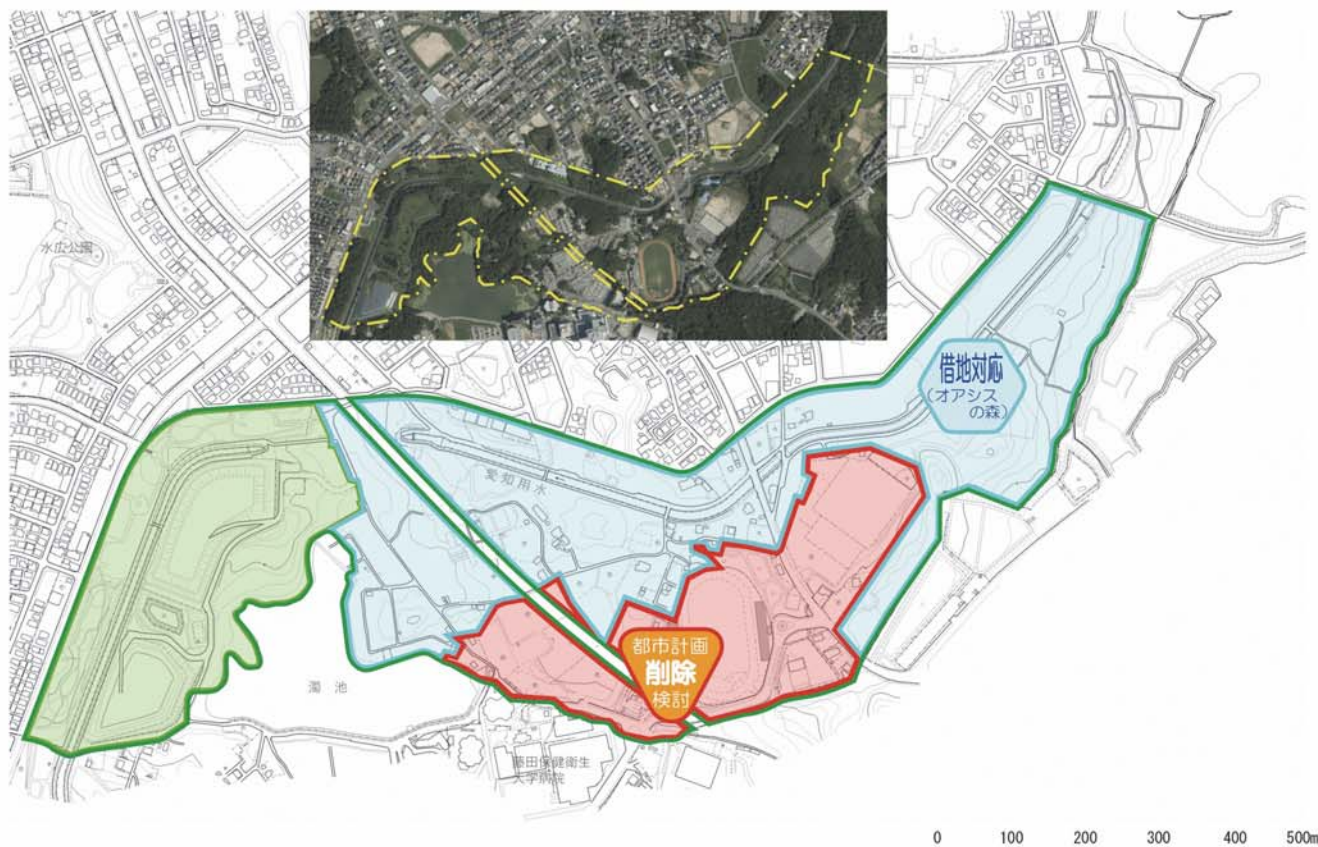 水広公園
借地対応
(オアシス
の森)
愛知用水
都市計画
削除
検討
濁池
藤田保健衛生
大学病院
0 100 200 300 400 500m